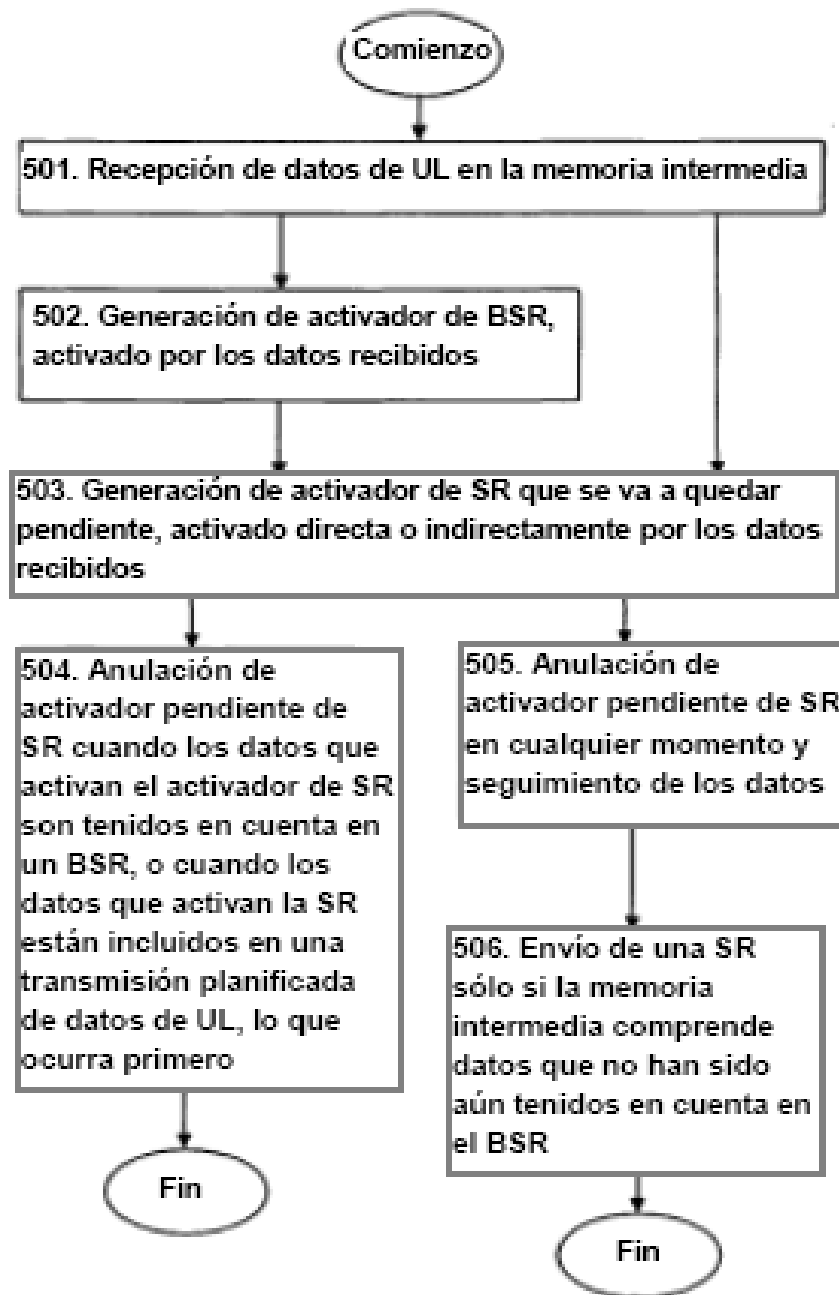 Comienzo
501. Recepción de datos de UL en la memoria intermedia
502. Generación de activador de BSR,
activado por los datos recibidos
503. Generación de activador de SR que se va a quedar
pendiente, activado directa o indirectamente por los datos
recibidos
504. Anulación de
activador pendiente de
SR cuando los datos que
activan el activador de SR
son tenidos en cuenta en
un BSR, o cuando los
datos que activan la SR
están incluidos en una
transmisión planificada
de datos de UL, lo que
ocurra primero
Fin
505. Anulación de
activador pendiente de SR
en cualquier momento y
seguimiento de los datos
506. Envío de una SR
sólo si la memoria
intermedia comprende
datos que no han sido
aún tenidos en cuenta en
el BSR
Fin